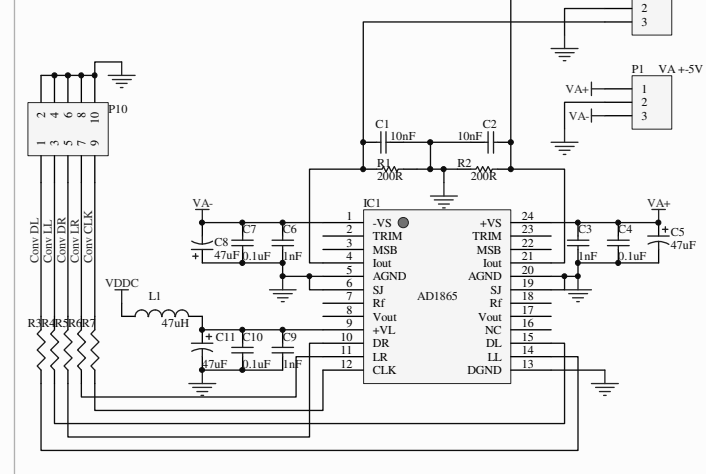 2
3
P1 VA +-5V
VA+ 1
2
VA- 3
P10
2 4 6 8 10
1 3 5 7 9
C1 10nF
10nF C2
R1 200R
R2 200R
IC1
VA-
VA+
C8 47uF
C7 0.1uF
C6 1nF
C3 1nF
C4 0.1uF
C5 47uF
Conv DL
Conv LL
Conv DR
Conv LR
Conv CLK
VDDC
L1
47uH
C11 47uF
C10 0.1uF
C9 1nF
R3 R4 R5 R6 R7
AD1865
1 -VS +VS 24
2 TRIM TRIM 23
3 MSB MSB 22
4 Iout Iout 21
5 AGND AGND 20
6 SJ SJ 19
7 Rf Rf 18
8 Vout Vout 17
9 +VL NC 16
10 DR DL 15
11 LR LL 14
12 CLK DGND 13